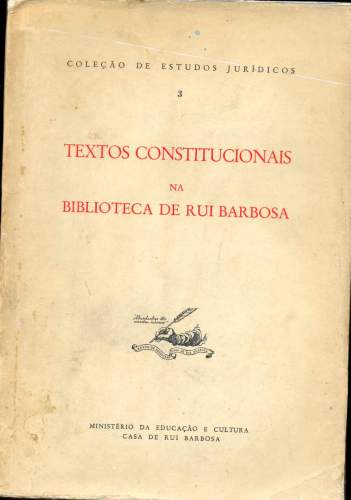 COLEÇÃO DE ESTUDOS JURÍDICOS
3
TEXTOS CONSTITUCIONAIS
NA
BIBLIOTECA DE RUI BARBOSA
MINISTÉRIO DA EDUCAÇÃO E CULTURA
CASA DE RUI BARBOSA